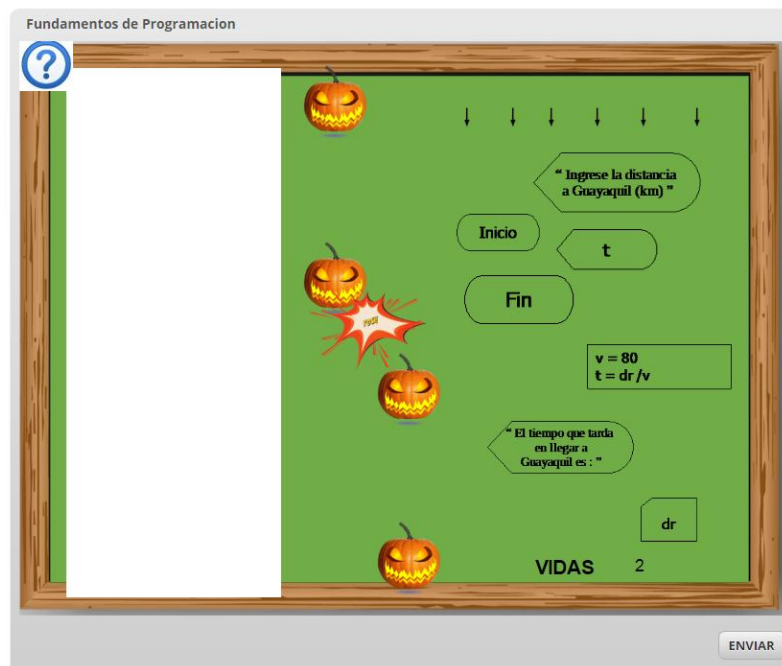 Fundamentos de Programacion
?
“ Ingrese la distancia
a Guayaquil (km) ”
Inicio
t
Fin
v = 80
t = dr /v
“ El tiempo que tarda
en llegar a
Guayaquil es : ”
dr
VIDAS 2
ENVIAR